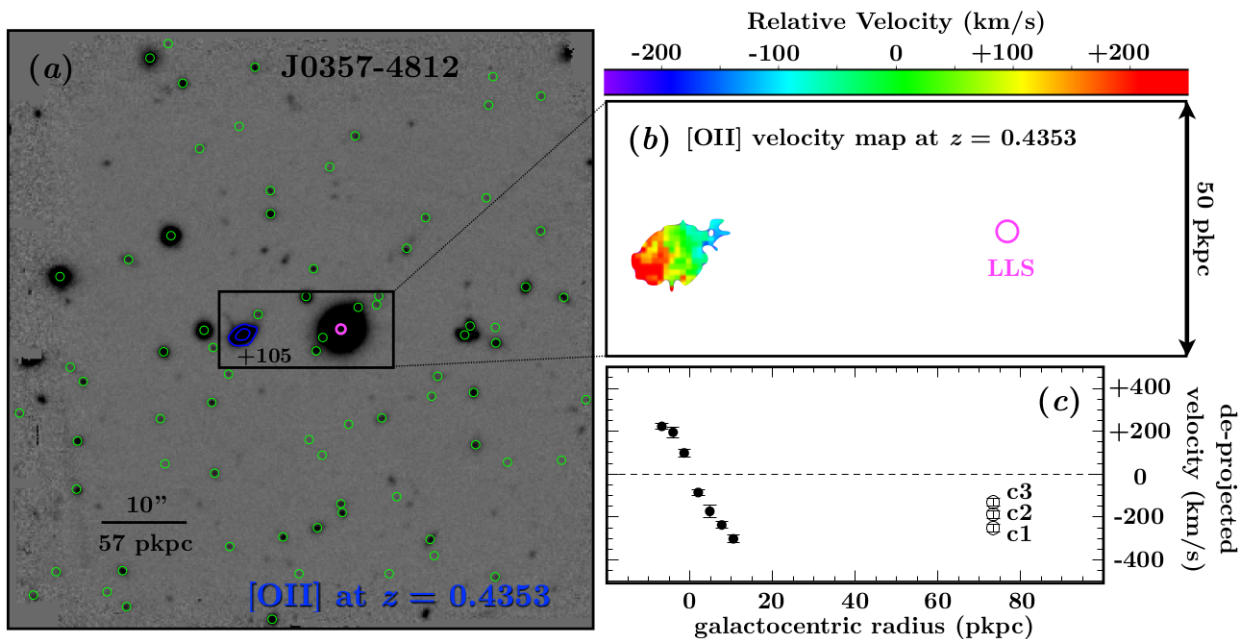 (a)
J0357-4812
+105
10”
57 pkpc
[OII] at z = 0.4353
Relative Velocity (km/s)
-200 -100 0 +100 +200
(b) [OII] velocity map at z = 0.4353
LLS
50 pkpc
(c)
c3
c2
c1
+400
+200
0
-200
-400
de-projected
velocity (km/s)
0 20 40 60 80
galactocentric radius (pkpc)